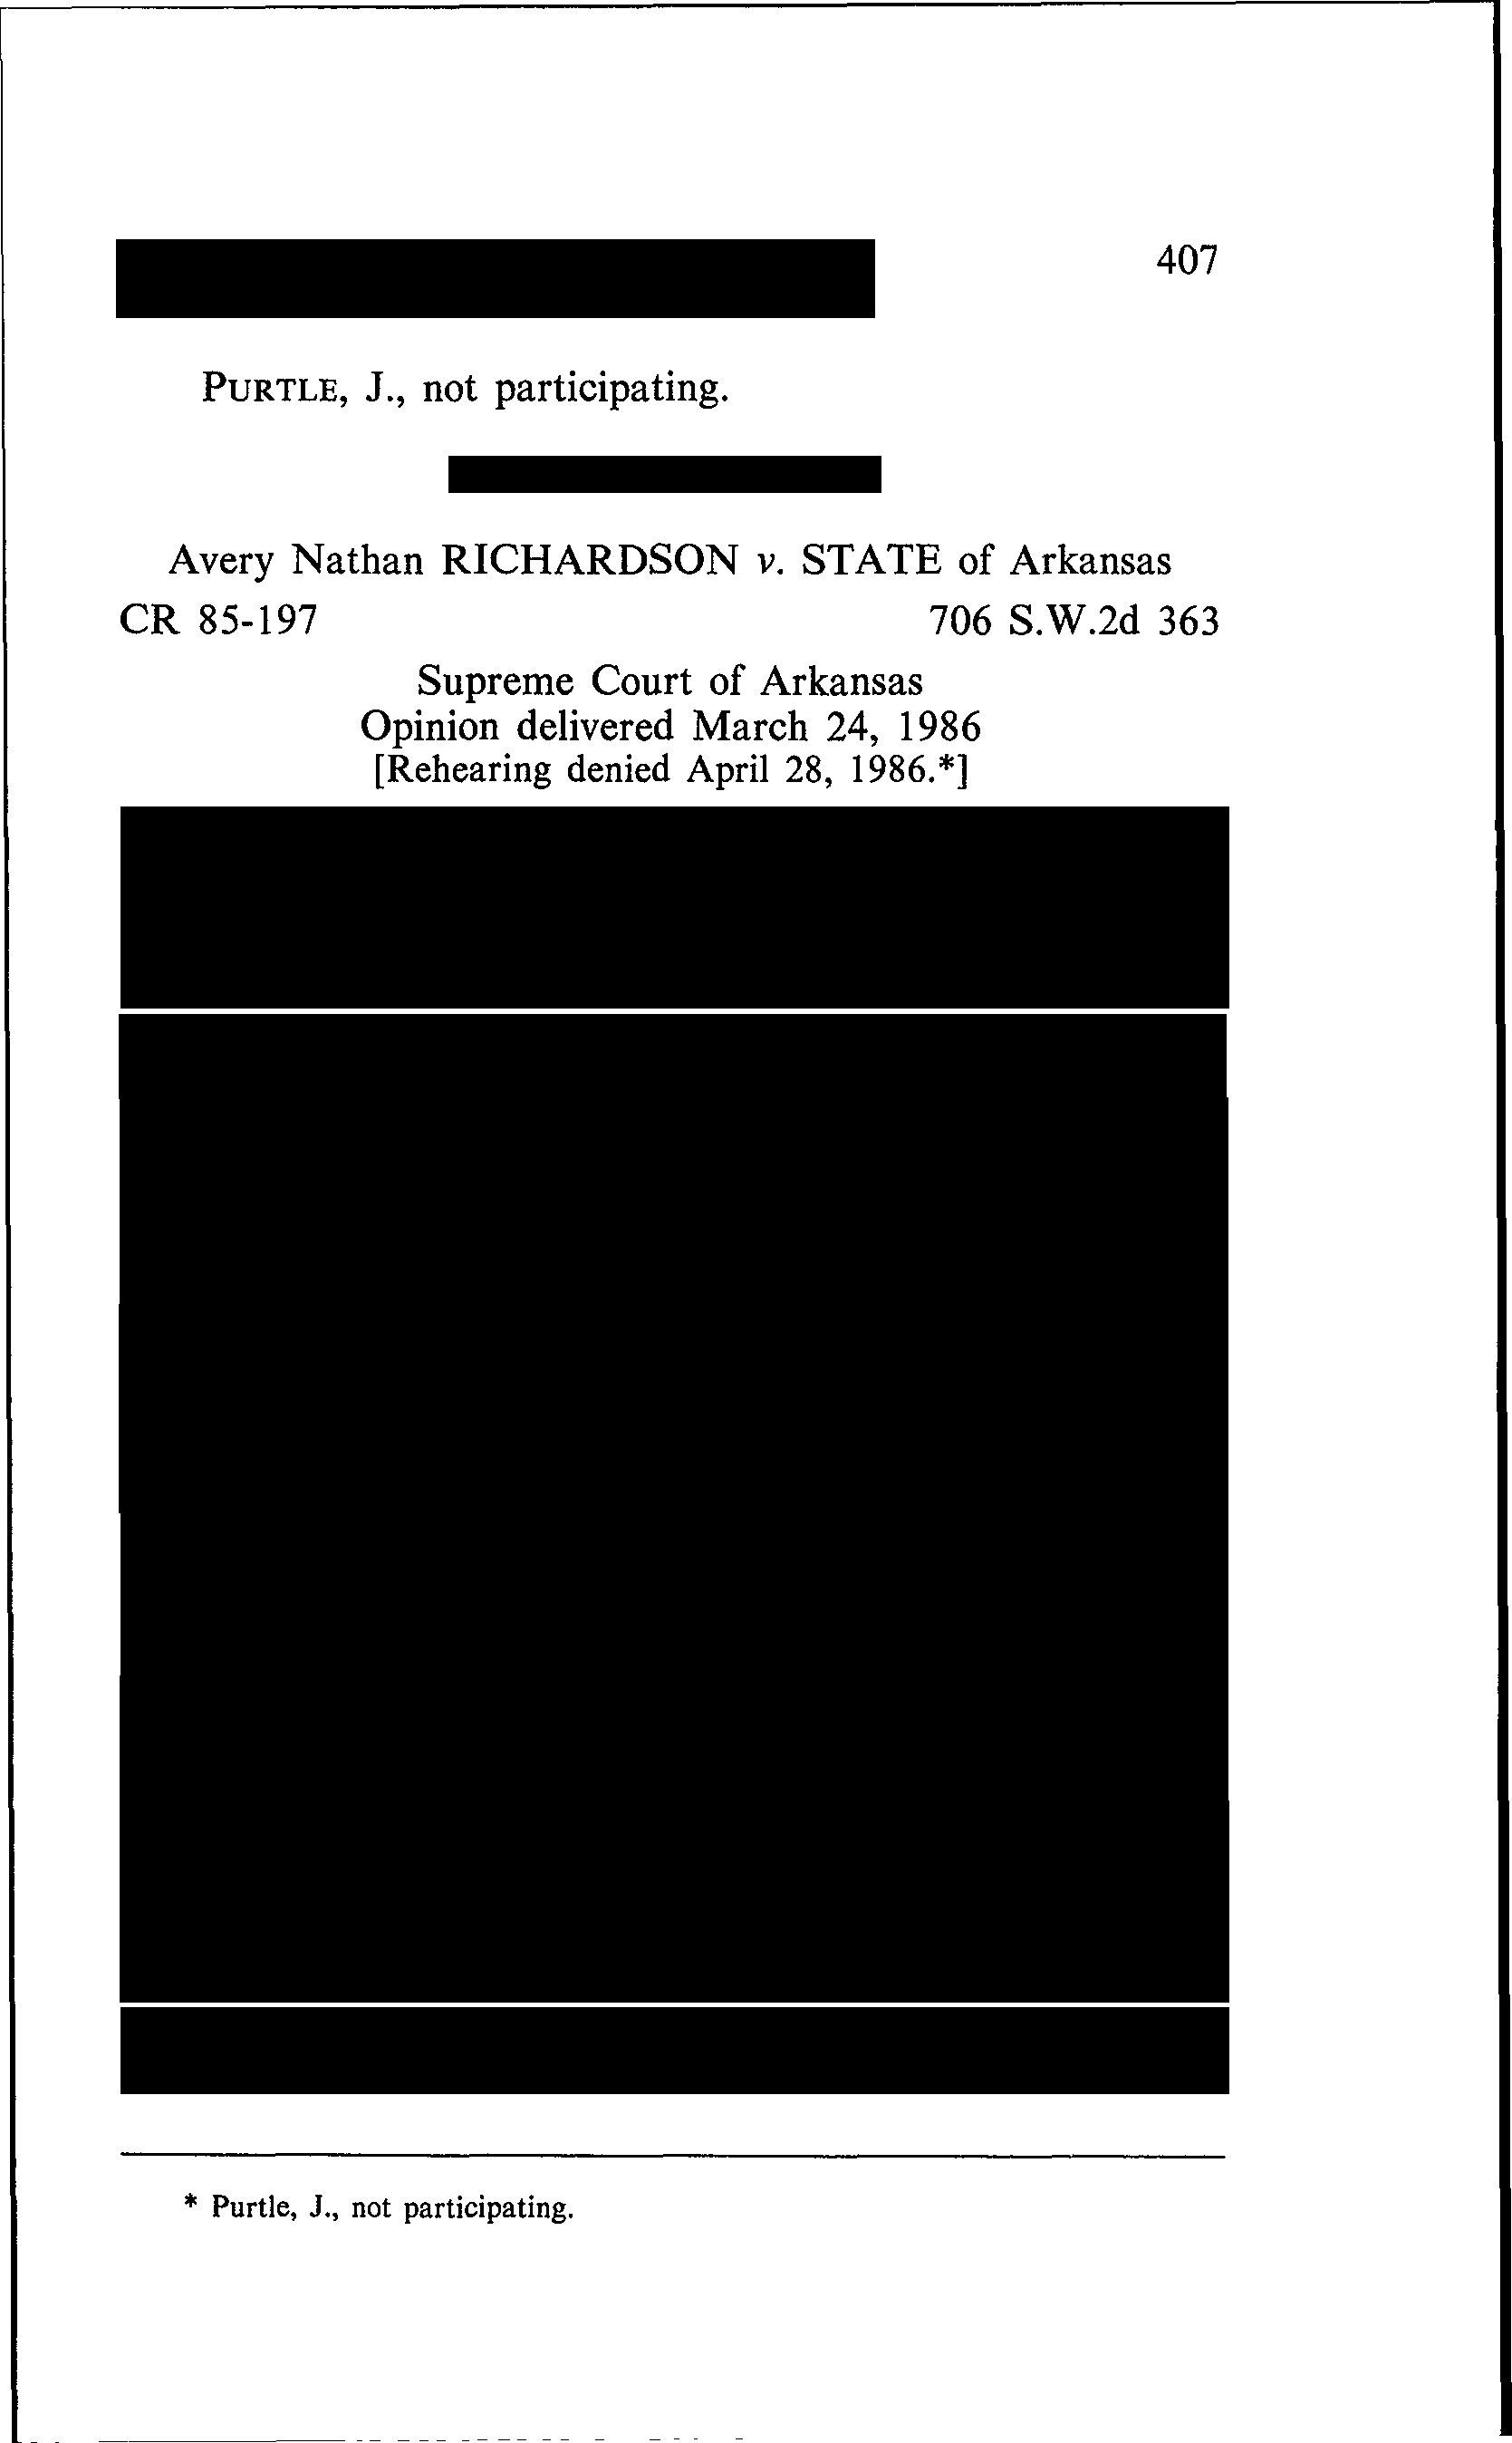 407
PURTLE, J., not participating.
Avery Nathan RICHARDSON v. STATE of Arkansas
CR 85-197 706 S.W.2d 363
Supreme Court of Arkansas
Opinion delivered March 24, 1986
[Rehearing denied April 28, 1986.*]
* Purtle, J., not participating.